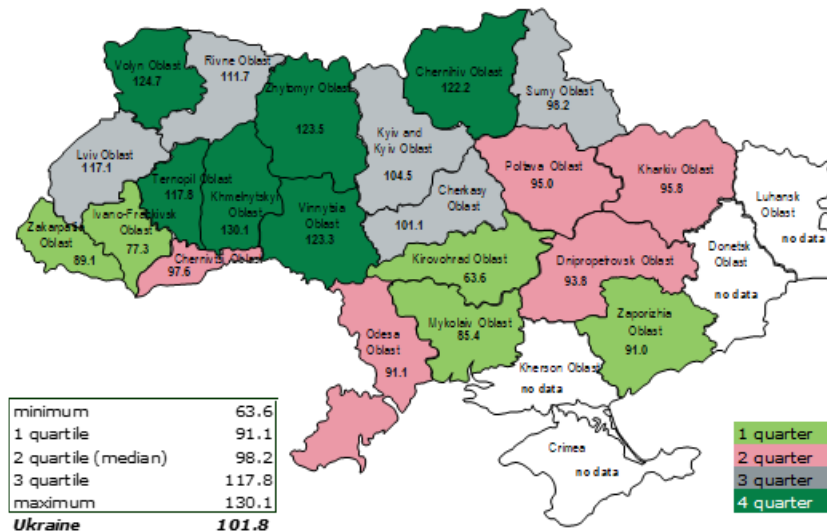 Volyn Oblast
124.7
Rivne Oblast
111.7
Zhytomyr Oblast
123.5
Chernihiv Oblast
122.2
Sumy Oblast
98.2
Kyiv and
Kyiv Oblast
104.5
Lviv Oblast
117.1
Ternopil Oblast
117.8
Khmelnytskyi
Oblast
130.1
Vinnytsia
Oblast
123.3
Cherkasy
Oblast
101.1
Poltava Oblast
95.0
Kharkiv Oblast
95.8
Luhansk
Oblast
no data
Donetsk
Oblast
no data
Zakarpattia
Oblast
89.1
Ivano-Frankivsk
Oblast
77.3
Chernivtsi Oblast
97.6
Kirovohrad Oblast
63.6
Dnipropetrovsk Oblast
93.8
Zaporizhia
Oblast
91.0
Mykolaiv Oblast
85.4
Odesa
Oblast
91.1
Kherson Oblast
no data
Crimea
no data
minimum 63.6
1 quartile 91.1
2 quartile (median) 98.2
3 quartile 117.8
maximum 130.1
Ukraine 101.8
1 quarter
2 quarter
3 quarter
4 quarter